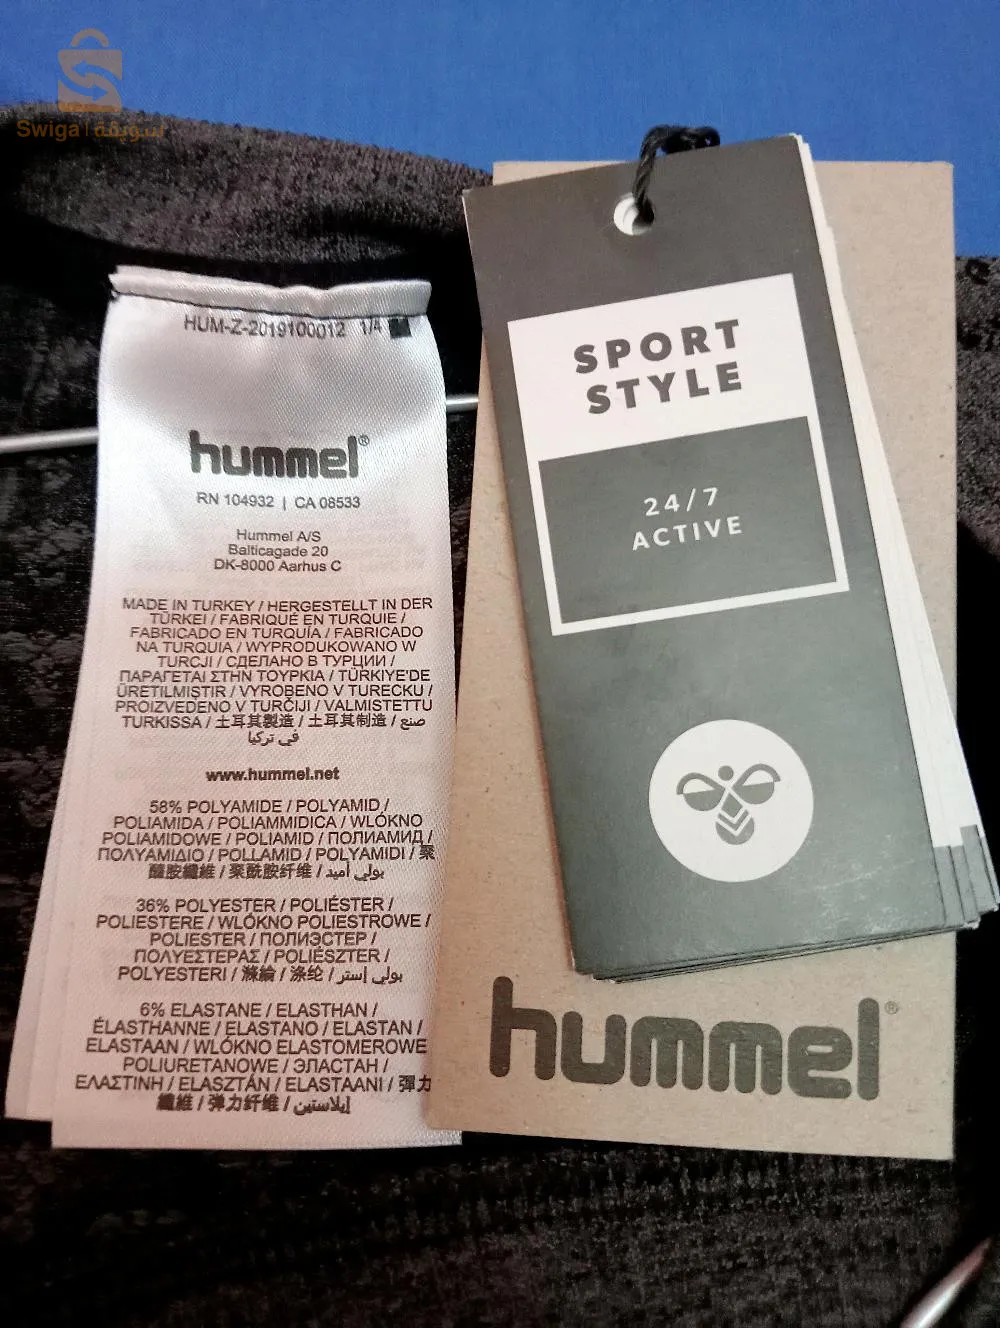 Swiga | سويقة
HUM-Z-2019100012 1/4
hummel®
RN 104932 | CA 08533
Hummel A/S
Balticagade 20
DK-8000 Aarhus C
MADE IN TURKEY / HERGESTELLT IN DER
TÜRKEI / FABRIQUÉ EN TURQUIE /
FABRICADO EN TURQUÍA / FABRICADO
NA TURQUIA / WYPRODUKOWANO W
TURCJI / СДЕЛАНО В ТУРЦИИ /
ΠΑΡΑΓΕΤΑΙ ΣΤΗΝ ΤΟΥΡΚΙΑ / TÜRKIYE'DE
ÜRETILMISTIR / VYROBENO V TURECKU /
PROIZVEDENO V TURČIJI / VALMISTETTU
TURKISSA / 土耳其製造 / 土耳其制造 / صنع
في تركيا
www.hummel.net
58% POLYAMIDE / POLYAMID /
POLIAMIDA / POLIAMMIDICA / WLÓKNO
POLIAMIDOWE / POLIAMID / ПОЛИАМИД /
ΠΟΛΥΑΜΙΔΙΟ / POLLAMID / POLYAMIDI / 聚
醯胺纖維 / 聚酰胺纤维 / بولي أميد
36% POLYESTER / POLIÉSTER /
POLIESTERE / WLÓKNO POLIESTROWE /
POLIESTER / ПОЛИЭСТЕР /
ΠΟΛΥΕΣΤΕΡΑΣ / POLIÉSZTER /
POLYESTERI / 滌綸 / 涤纶 / بولي إستر
6% ELASTANE / ELASTHAN /
ÉLASTHANNE / ELASTANO / ELASTAN /
ELASTAAN / WLÓKNO ELASTOMEROWE
POLIURETANOWE / ЭЛАСТАН /
ΕΛΑΣΤΙΝΗ / ELASZTÁN / ELASTAANI / 彈力
纖維 / 弹力纤维 / إيلاستين
SPORT
STYLE
24/7
ACTIVE
hummel®